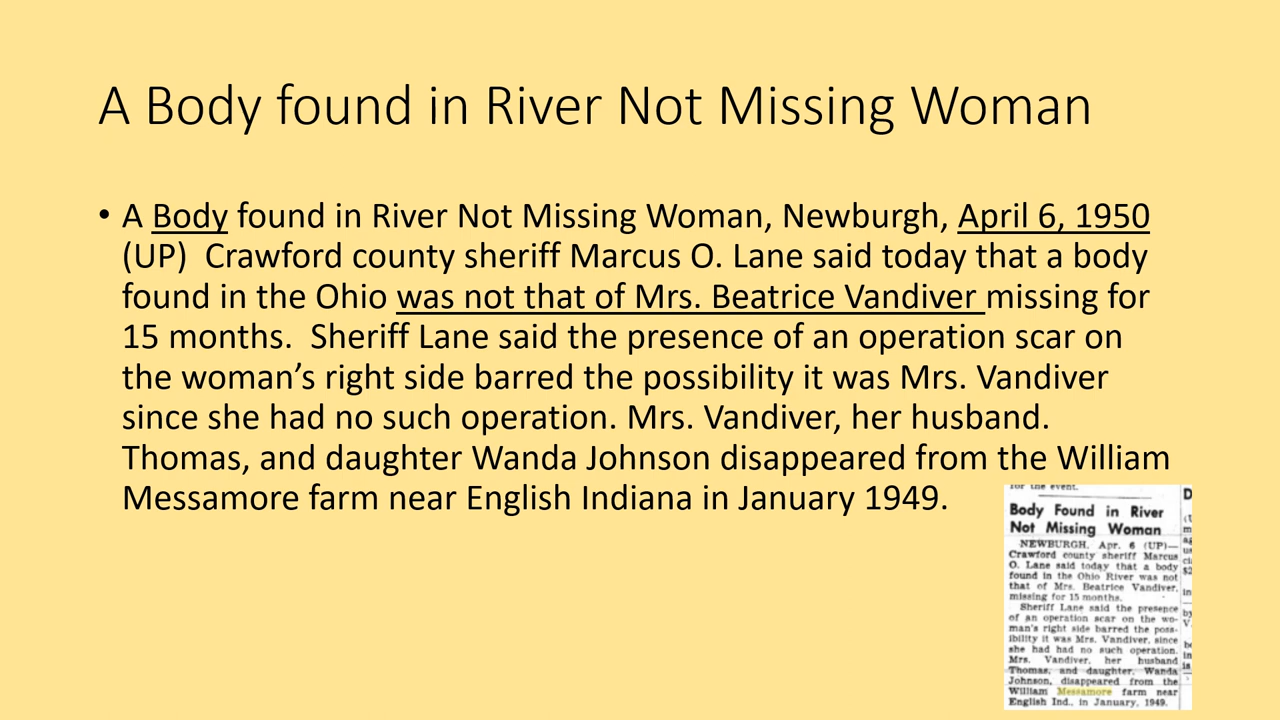 A Body found in River Not Missing Woman
• A Body found in River Not Missing Woman, Newburgh, April 6, 1950
(UP)  Crawford county sheriff Marcus O. Lane said today that a body
found in the Ohio was not that of Mrs. Beatrice Vandiver missing for
15 months.  Sheriff Lane said the presence of an operation scar on
the woman’s right side barred the possibility it was Mrs. Vandiver
since she had no such operation. Mrs. Vandiver, her husband.
Thomas, and daughter Wanda Johnson disappeared from the William
Messamore farm near English Indiana in January 1949.
for the event.
Body Found in River
Not Missing Woman
NEWBURGH, Apr. 6 (UP)—
Crawford county sheriff Marcus
O. Lane said today that a body
found in the Ohio River was not
that of Mrs. Beatrice Vandiver,
missing for 15 months.
Sheriff Lane said the presence
of an operation scar on the wo-
man's right side barred the poss-
ibility it was Mrs. Vandiver, since
she had had no such operation.
Mrs. Vandiver, her husband
Thomas, and daughter, Wanda
Johnson, disappeared from the
William Messamore farm near
English Ind., in January, 1949.